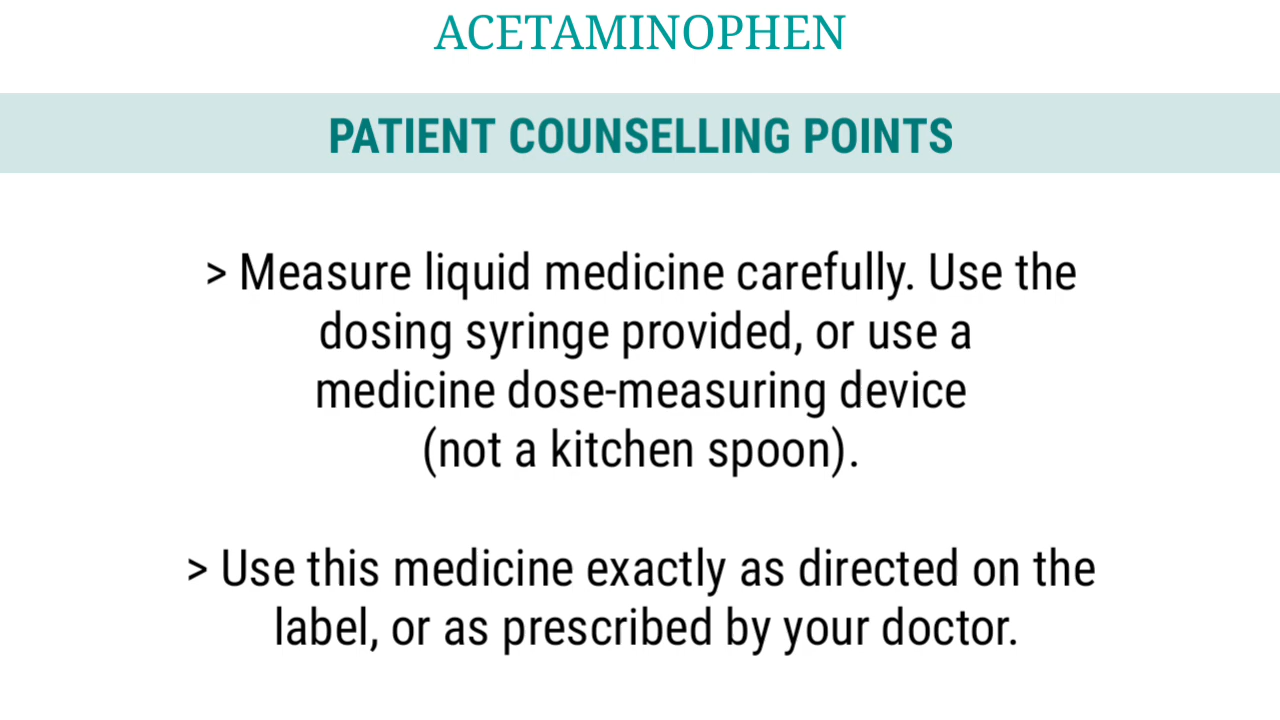 ACETAMINOPHEN
PATIENT COUNSELLING POINTS
> Measure liquid medicine carefully. Use the
dosing syringe provided, or use a
medicine dose-measuring device
(not a kitchen spoon).
> Use this medicine exactly as directed on the
label, or as prescribed by your doctor.